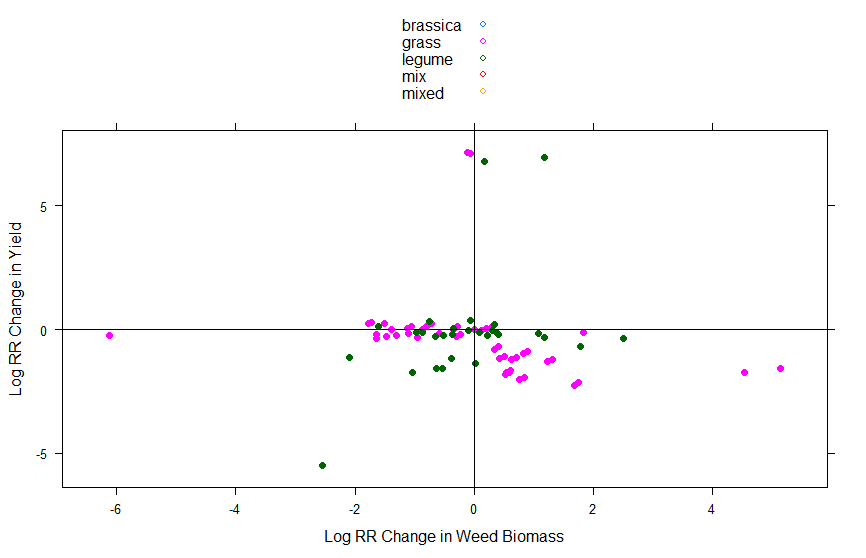 brassica
grass
legume
mix
mixed
5
0
-5
Log RR Change in Yield
-6
-4
-2
0
2
4
Log RR Change in Weed Biomass